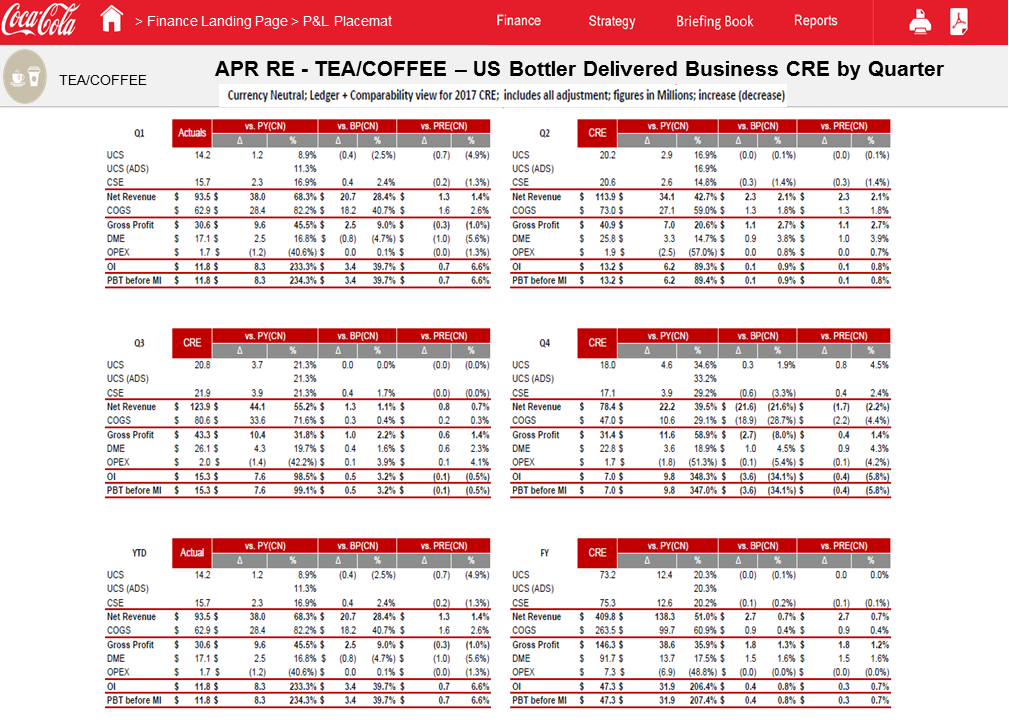 Coca-Cola > Finance Landing Page > P&L Placemat Finance Strategy Briefing Book Reports
TEA/COFFEE
APR RE - TEA/COFFEE – US Bottler Delivered Business CRE by Quarter
Currency Neutral; Ledger + Comparability view for 2017 CRE; includes all adjustment; figures in Millions; increase (decrease)
Q1 Actuals vs. PY(CN) vs. BP(CN) vs. PRE(CN)
Δ % Δ % Δ %
UCS 14.2 1.2 8.9% (0.4) (2.5%) (0.7) (4.9%)
UCS (ADS) 11.3%
CSE 15.7 2.3 16.9% 0.4 2.4% (0.2) (1.3%)
Net Revenue $ 93.5 $ 38.0 68.3% $ 20.7 28.4% $ 1.3 1.4%
COGS $ 62.9 $ 28.4 82.2% $ 18.2 40.7% $ 1.6 2.6%
Gross Profit $ 30.6 $ 9.6 45.5% $ 2.5 9.0% $ (0.3) (1.0%)
DME $ 17.1 $ 2.5 16.8% $ (0.8) (4.7%) $ (1.0) (5.6%)
OPEX $ 1.7 $ (1.2) (40.6%) $ 0.0 0.1% $ (0.0) (1.3%)
OI $ 11.8 $ 8.3 233.3% $ 3.4 39.7% $ 0.7 6.6%
PBT before MI $ 11.8 $ 8.3 234.3% $ 3.4 39.7% $ 0.7 6.6%
Q2 CRE vs. PY(CN) vs. BP(CN) vs. PRE(CN)
Δ % Δ % Δ %
UCS 20.2 2.9 16.9% (0.0) (0.1%) (0.0) (0.1%)
UCS (ADS) 16.9%
CSE 20.6 2.6 14.8% (0.3) (1.4%) (0.3) (1.4%)
Net Revenue $ 113.9 $ 34.1 42.7% $ 2.3 2.1% $ 2.3 2.1%
COGS $ 73.0 $ 27.1 59.0% $ 1.3 1.8% $ 1.3 1.8%
Gross Profit $ 40.9 $ 7.0 20.6% $ 1.1 2.7% $ 1.1 2.7%
DME $ 25.8 $ 3.3 14.7% $ 0.9 3.8% $ 1.0 3.9%
OPEX $ 1.9 $ (2.5) (57.0%) $ 0.0 0.8% $ 0.0 0.7%
OI $ 13.2 $ 6.2 89.3% $ 0.1 0.9% $ 0.1 0.8%
PBT before MI $ 13.2 $ 6.2 89.4% $ 0.1 0.9% $ 0.1 0.8%
Q3 CRE vs. PY(CN) vs. BP(CN) vs. PRE(CN)
Δ % Δ % Δ %
UCS 20.8 3.7 21.3% 0.0 0.0% (0.0) (0.0%)
UCS (ADS) 21.3%
CSE 21.9 3.9 21.3% 0.4 1.7% (0.0) (0.0%)
Net Revenue $ 123.9 $ 44.1 55.2% $ 1.3 1.1% $ 0.8 0.7%
COGS $ 80.6 $ 33.6 71.6% $ 0.3 0.4% $ 0.2 0.3%
Gross Profit $ 43.3 $ 10.4 31.8% $ 1.0 2.2% $ 0.6 1.4%
DME $ 26.1 $ 4.3 19.7% $ 0.4 1.6% $ 0.6 2.3%
OPEX $ 2.0 $ (1.4) (42.2%) $ 0.1 3.9% $ 0.1 4.1%
OI $ 15.3 $ 7.6 98.5% $ 0.5 3.2% $ (0.1) (0.5%)
PBT before MI $ 15.3 $ 7.6 99.1% $ 0.5 3.2% $ (0.1) (0.5%)
Q4 CRE vs. PY(CN) vs. BP(CN) vs. PRE(CN)
Δ % Δ % Δ %
UCS 18.0 4.6 34.6% 0.3 1.9% 0.8 4.5%
UCS (ADS) 33.2%
CSE 17.1 3.9 29.2% (0.6) (3.3%) 0.4 2.4%
Net Revenue $ 78.4 $ 22.2 39.5% $ (21.6) (21.6%) $ (1.7) (2.2%)
COGS $ 47.0 $ 10.6 29.1% $ (18.9) (28.7%) $ (2.2) (4.4%)
Gross Profit $ 31.4 $ 11.6 58.9% $ (2.7) (8.0%) $ 0.4 1.4%
DME $ 22.8 $ 3.6 18.9% $ 1.0 4.5% $ 0.9 4.3%
OPEX $ 1.7 $ (1.8) (51.3%) $ (0.1) (5.4%) $ (0.1) (4.2%)
OI $ 7.0 $ 9.8 348.3% $ (3.6) (34.1%) $ (0.4) (5.8%)
PBT before MI $ 7.0 $ 9.8 347.0% $ (3.6) (34.1%) $ (0.4) (5.8%)
YTD Actual vs. PY(CN) vs. BP(CN) vs. PRE(CN)
Δ % Δ % Δ %
UCS 14.2 1.2 8.9% (0.4) (2.5%) (0.7) (4.9%)
UCS (ADS) 11.3%
CSE 15.7 2.3 16.9% 0.4 2.4% (0.2) (1.3%)
Net Revenue $ 93.5 $ 38.0 68.3% $ 20.7 28.4% $ 1.3 1.4%
COGS $ 62.9 $ 28.4 82.2% $ 18.2 40.7% $ 1.6 2.6%
Gross Profit $ 30.6 $ 9.6 45.5% $ 2.5 9.0% $ (0.3) (1.0%)
DME $ 17.1 $ 2.5 16.8% $ (0.8) (4.7%) $ (1.0) (5.6%)
OPEX $ 1.7 $ (1.2) (40.6%) $ 0.0 0.1% $ (0.0) (1.3%)
OI $ 11.8 $ 8.3 233.3% $ 3.4 39.7% $ 0.7 6.6%
PBT before MI $ 11.8 $ 8.3 234.3% $ 3.4 39.7% $ 0.7 6.6%
FY CRE vs. PY(CN) vs. BP(CN) vs. PRE(CN)
Δ % Δ % Δ %
UCS 73.2 12.4 20.3% (0.0) (0.1%) 0.0 0.0%
UCS (ADS) 20.3%
CSE 75.3 12.6 20.2% (0.1) (0.2%) (0.1) (0.1%)
Net Revenue $ 409.8 $ 138.3 51.0% $ 2.7 0.7% $ 2.7 0.7%
COGS $ 263.5 $ 99.7 60.9% $ 0.9 0.4% $ 0.9 0.4%
Gross Profit $ 146.3 $ 38.6 35.9% $ 1.8 1.3% $ 1.8 1.2%
DME $ 91.7 $ 13.7 17.5% $ 1.5 1.6% $ 1.5 1.6%
OPEX $ 7.3 $ (6.9) (48.8%) $ (0.0) (0.0%) $ (0.0) (0.0%)
OI $ 47.3 $ 31.9 206.4% $ 0.4 0.8% $ 0.3 0.7%
PBT before MI $ 47.3 $ 31.9 207.4% $ 0.4 0.8% $ 0.3 0.7%